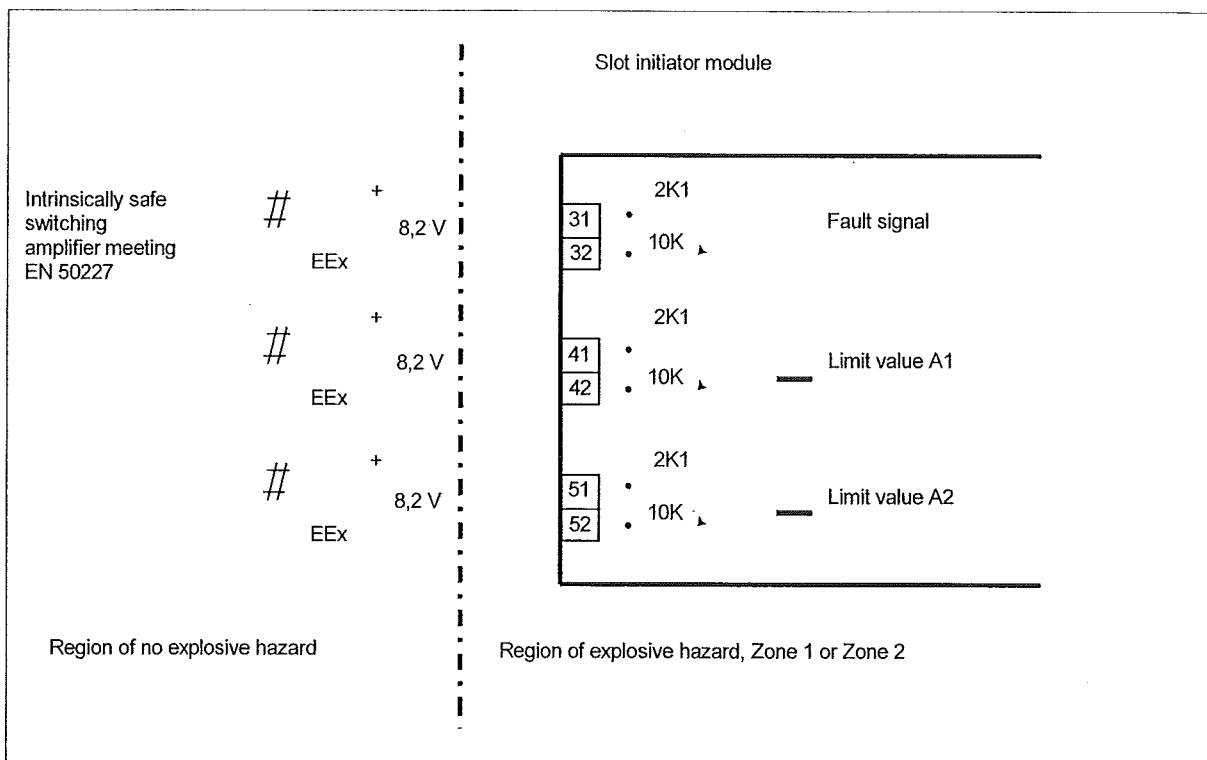 Slot initiator module
Intrinsically safe
switching
amplifier meeting
EN 50227
#
+
8,2 V
EEx
31
32
2K1
10K
Fault signal
#
+
8,2 V
EEx
41
42
2K1
10K
Limit value A1
#
+
8,2 V
EEx
51
52
2K1
10K
Limit value A2
Region of no explosive hazard
Region of explosive hazard, Zone 1 or Zone 2